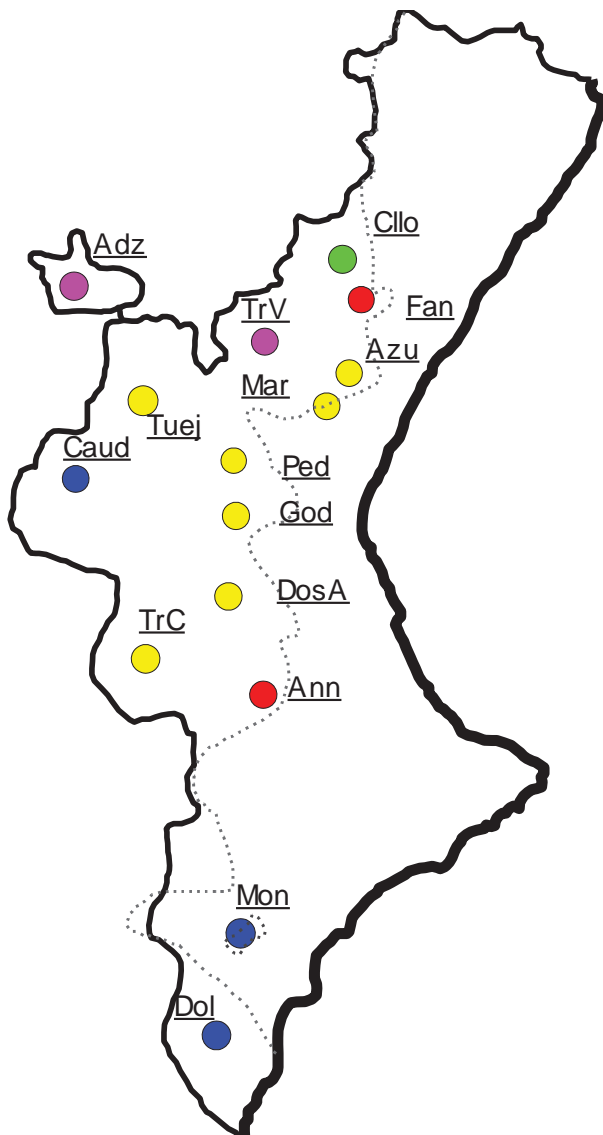 Cllo
Adz
Fan
TrV
Azu
Mar
Tuej
Caud
Ped
God
DosA
TrC
Ann
Mon
Dol